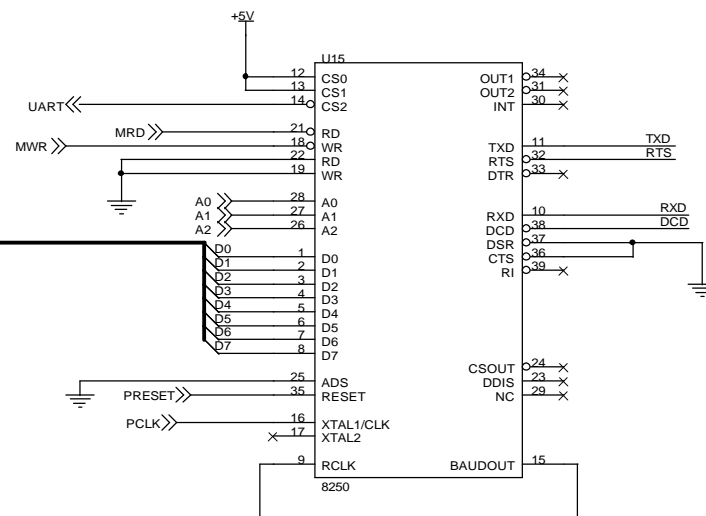 +5V
U15
12 CS0 OUT1 34
13 CS1 OUT2 31
UART 14 CS2 INT 30
MRD 21 RD TXD 11 TXD
MWR 18 WR RTS 32 RTS
22 RD DTR 33
19 WR
A0 28 A0 RXD 10 RXD
A1 27 A1 DCD 38 DCD
A2 26 A2 DSR 37
D0 1 D0 CTS 36
D1 2 D1 RI 39
D2 3 D2
D3 4 D3
D4 5 D4
D5 6 D5
D6 7 D6
D7 8 D7 CSOUT 24
25 ADS DDIS 23
PRESET 35 RESET NC 29
PCLK 16 XTAL1/CLK
17 XTAL2
9 RCLK BAUDOUT 15
8250